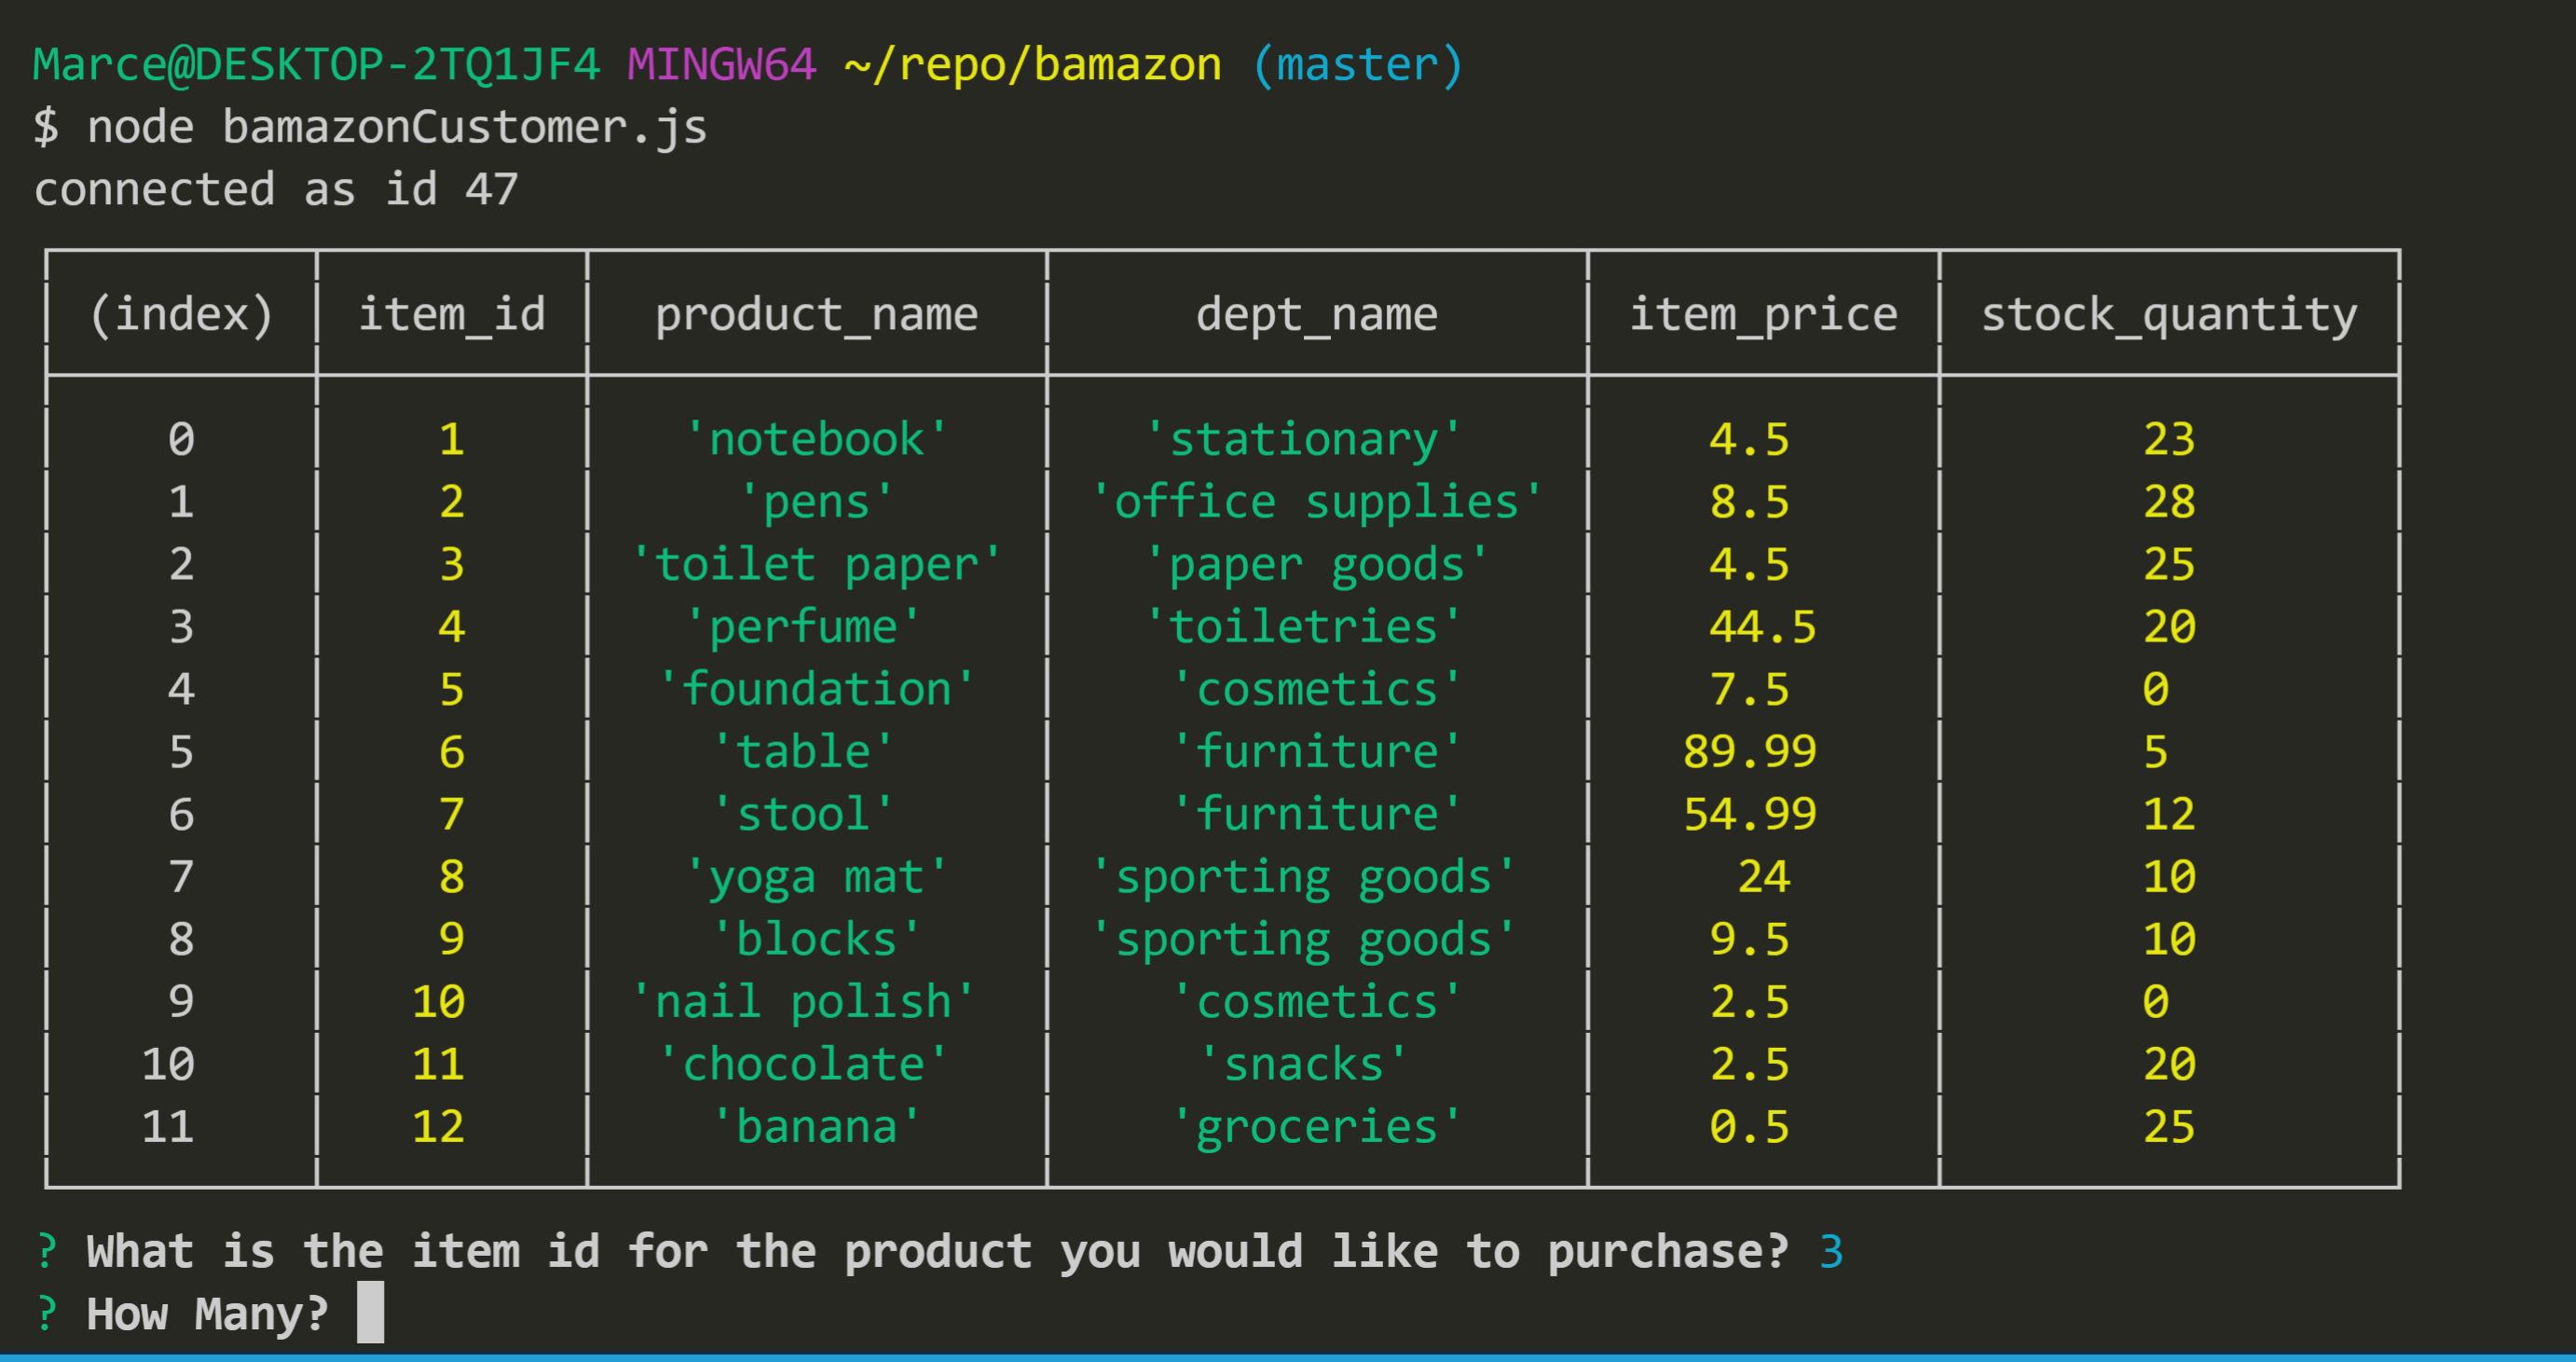 Marce@DESKTOP-2TQ1JF4 MINGW64 ~/repo/bamazon (master)
$ node bamazonCustomer.js
connected as id 47
(index) item_id product_name dept_name item_price stock_quantity
0 1 'notebook' 'stationary' 4.5 23
1 2 'pens' 'office supplies' 8.5 28
2 3 'toilet paper' 'paper goods' 4.5 25
3 4 'perfume' 'toiletries' 44.5 20
4 5 'foundation' 'cosmetics' 7.5 0
5 6 'table' 'furniture' 89.99 5
6 7 'stool' 'furniture' 54.99 12
7 8 'yoga mat' 'sporting goods' 24 10
8 9 'blocks' 'sporting goods' 9.5 10
9 10 'nail polish' 'cosmetics' 2.5 0
10 11 'chocolate' 'snacks' 2.5 20
11 12 'banana' 'groceries' 0.5 25
? What is the item id for the product you would like to purchase? 3
? How Many?